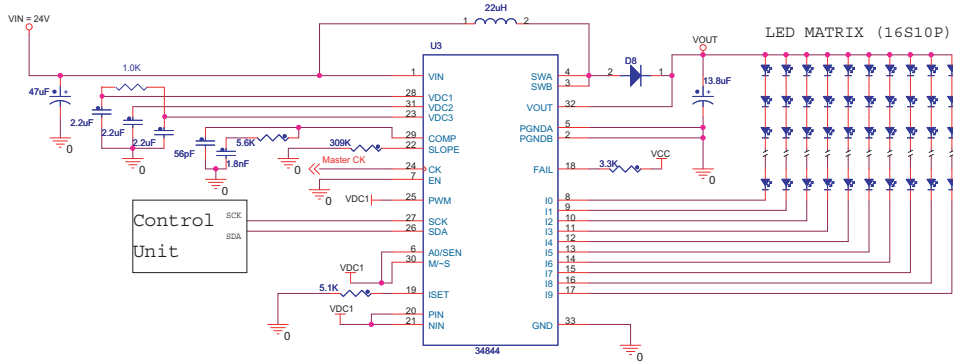 22uH
1
2
VIN = 24V
VOUT
LED MATRIX (16S10P)
U3
D8
1.0K
47uF
2.2uF
2.2uF
2.2uF
0
0
1 VIN
28 VDC1
31 VDC2
23 VDC3
29 COMP
22 SLOPE
24 CK
7 EN
25 PWM
27 SCK
26 SDA
6 A0/SEN
30 M/~S
19 ISET
20 PIN
21 NIN
SWA 4
SWB 3
2
1
VOUT 32
PGNDA 5
PGNDB 2
FAIL 18
I0 8
I1 9
I2 10
I3 11
I4 12
I5 13
I6 14
I7 15
I8 16
I9 17
GND 33
34844
13.8uF
0
3.3K
VCC
0
56pF
1.8nF
5.6K
309K
0
0
Master CK
0
VDC1
Control
Unit
SCK
SDA
VDC1
5.1K
VDC1
0